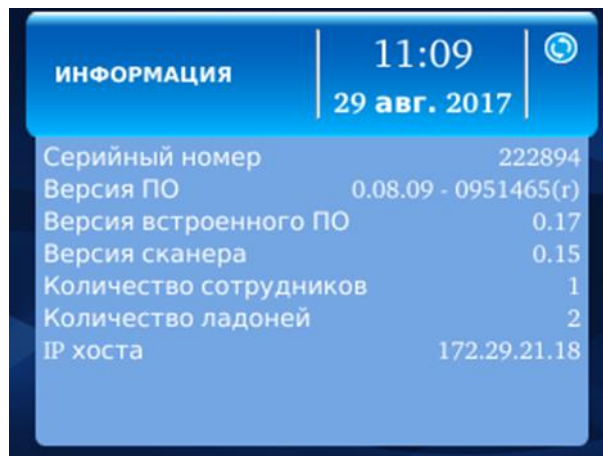 ИНФОРМАЦИЯ
11:09
29 авг. 2017
Серийный номер 222894
Версия ПО 0.08.09 - 0951465(r)
Версия встроенного ПО 0.17
Версия сканера 0.15
Количество сотрудников 1
Количество ладоней 2
IP хоста 172.29.21.18